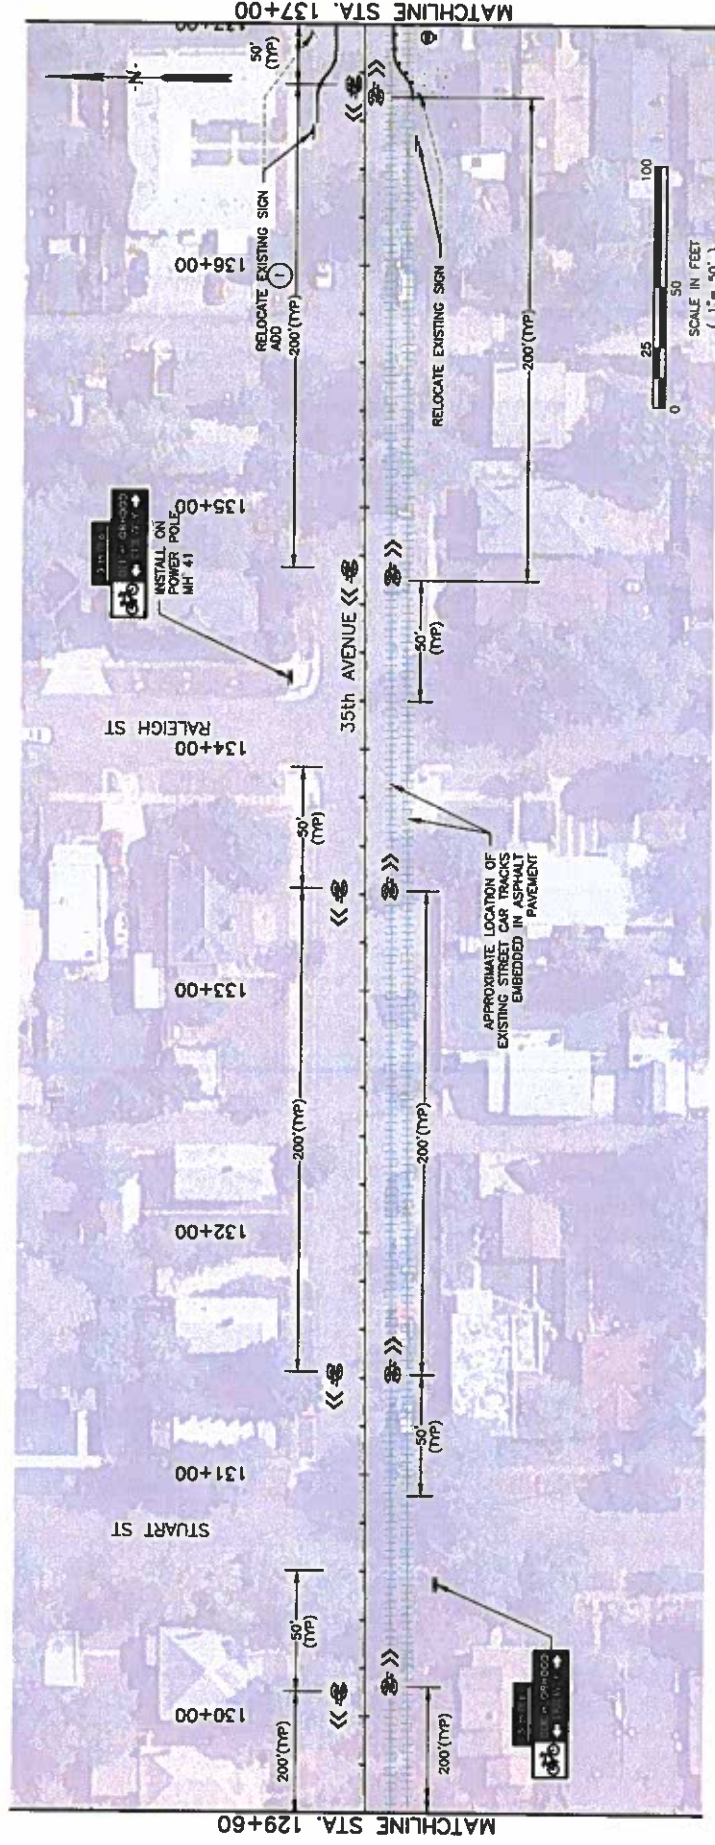 MATCHLINE STA. 137+00
137+00
50'
(TYP)
-N-
RELOCATE EXISTING SIGN
ADD 1
136+00
200'(TYP)
RELOCATE EXISTING SIGN
200'(TYP)
0 25 50 100
SCALE IN FEET
( 1"= 50' )
135+00
INSTALL ON
POWER POLE
MH 41
35th AVENUE
50'
(TYP)
RALEIGH ST
134+00
50'
(TYP)
APPROXIMATE LOCATION OF
EXISTING STREET CAR TRACKS
EMBEDDED IN ASPHALT
PAVEMENT
133+00
200'(TYP)
200'(TYP)
132+00
50'
(TYP)
131+00
STUART ST
50'
(TYP)
130+00
200'(TYP)
200'(TYP)
MATCHLINE STA. 129+60